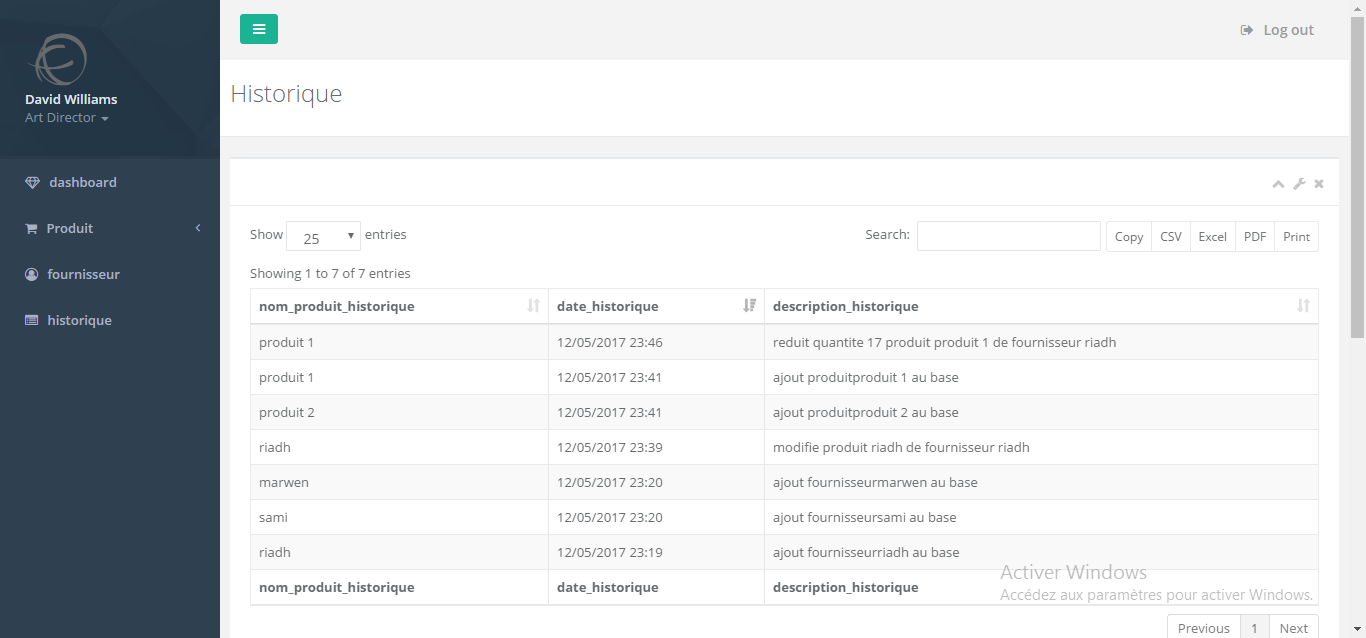 Log out
David Williams
Art Director
dashboard
Produit
fournisseur
historique
Historique
Show 25 entries Search: Copy CSV Excel PDF Print
Showing 1 to 7 of 7 entries
nom_produit_historique date_historique description_historique
produit 1 12/05/2017 23:46 reduit quantite 17 produit produit 1 de fournisseur riadh
produit 1 12/05/2017 23:41 ajout produitproduit 1 au base
produit 2 12/05/2017 23:41 ajout produitproduit 2 au base
riadh 12/05/2017 23:39 modifie produit riadh de fournisseur riadh
marwen 12/05/2017 23:20 ajout fournisseurmarwen au base
sami 12/05/2017 23:20 ajout fournisseursami au base
riadh 12/05/2017 23:19 ajout fournisseurriadh au base
nom_produit_historique date_historique description_historique
Activer Windows
Accédez aux paramètres pour activer Windows.
Previous 1 Next